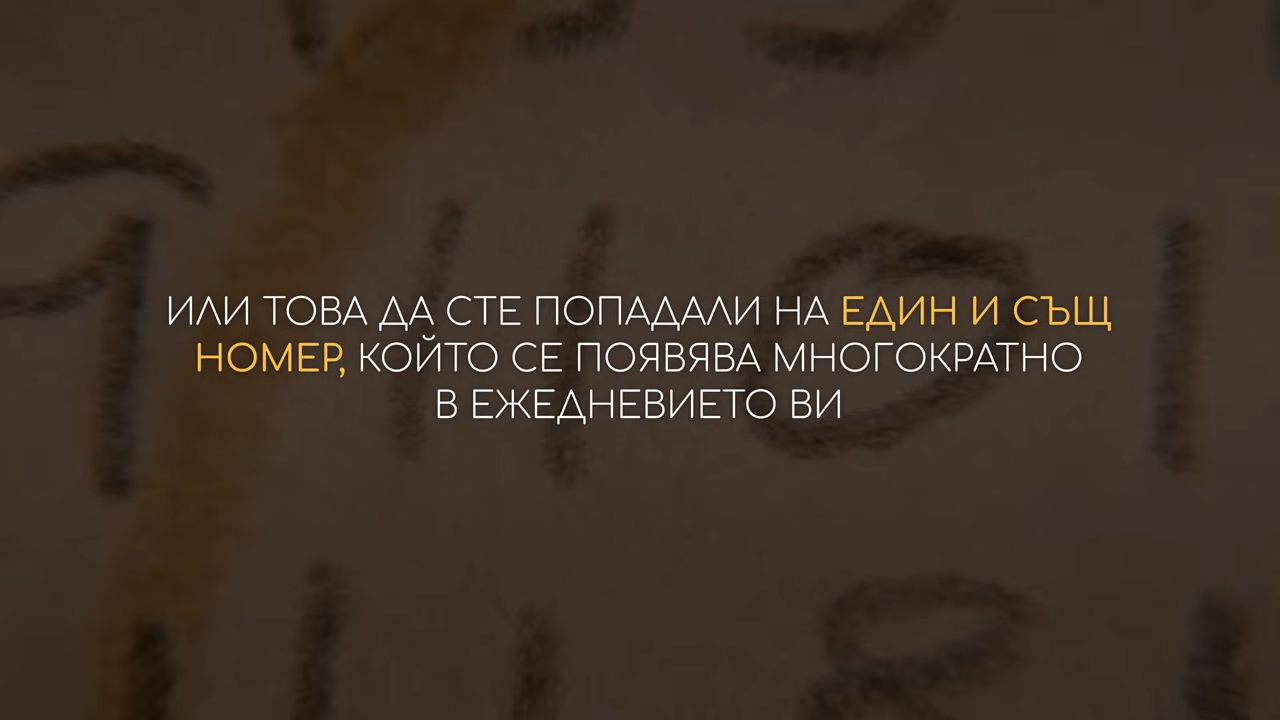 ИЛИ ТОВА ДА СТЕ ПОПАДАЛИ НА ЕДИН И СЪЩ
НОМЕР, КОЙТО СЕ ПОЯВЯВА МНОГОКРАТНО
В ЕЖЕДНЕВИЕТО ВИ